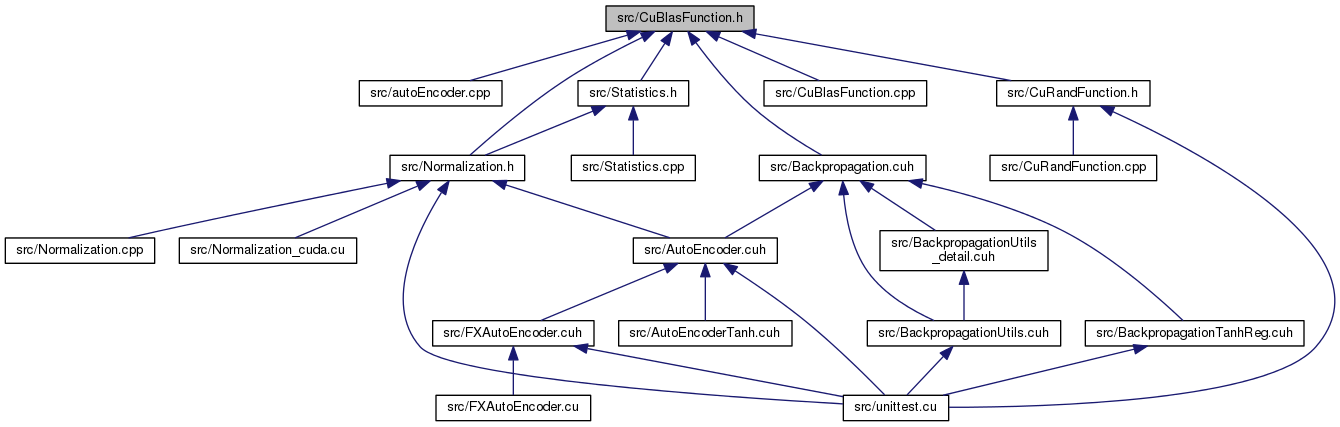 src/CuBlasFunction.h
src/autoEncoder.cpp
src/Statistics.h
src/CuBlasFunction.cpp
src/CuRandFunction.h
src/Normalization.h
src/Statistics.cpp
src/Backpropagation.cuh
src/CuRandFunction.cpp
src/Normalization.cpp
src/Normalization_cuda.cu
src/AutoEncoder.cuh
src/BackpropagationUtils
_detail.cuh
src/FXAutoEncoder.cuh
src/AutoEncoderTanh.cuh
src/BackpropagationUtils.cuh
src/BackpropagationTanhReg.cuh
src/FXAutoEncoder.cu
src/unittest.cu